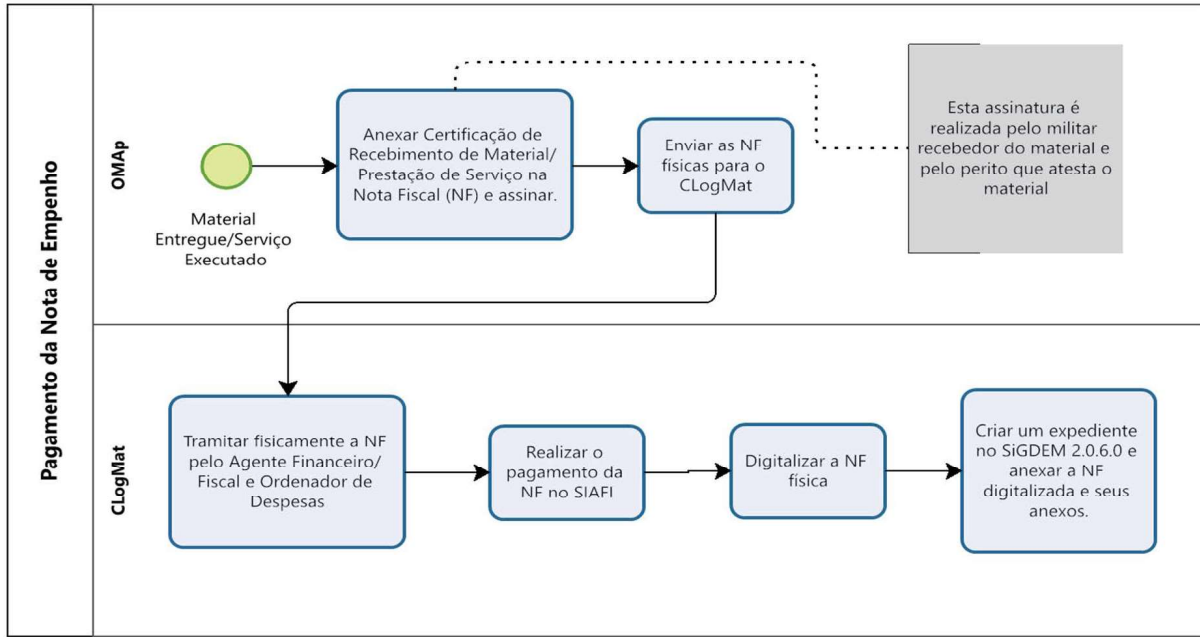 Pagamento da Nota de Empenho
OMAp
Material
Entregue/Serviço
Executado
Anexar Certificação de
Recebimento de Material/
Prestação de Serviço na
Nota Fiscal (NF) e assinar.
Enviar as NF
físicas para o
CLogMat
Esta assinatura é
realizada pelo militar
recebedor do material e
pelo perito que atesta o
material
CLogMat
Tramitar fisicamente a NF
pelo Agente Financeiro/
Fiscal e Ordenador de
Despesas
Realizar o
pagamento da
NF no SIAFI
Digitalizar a NF
física
Criar um expediente
no SiGDEM 2.0.6.0 e
anexar a NF
digitalizada e seus
anexos.